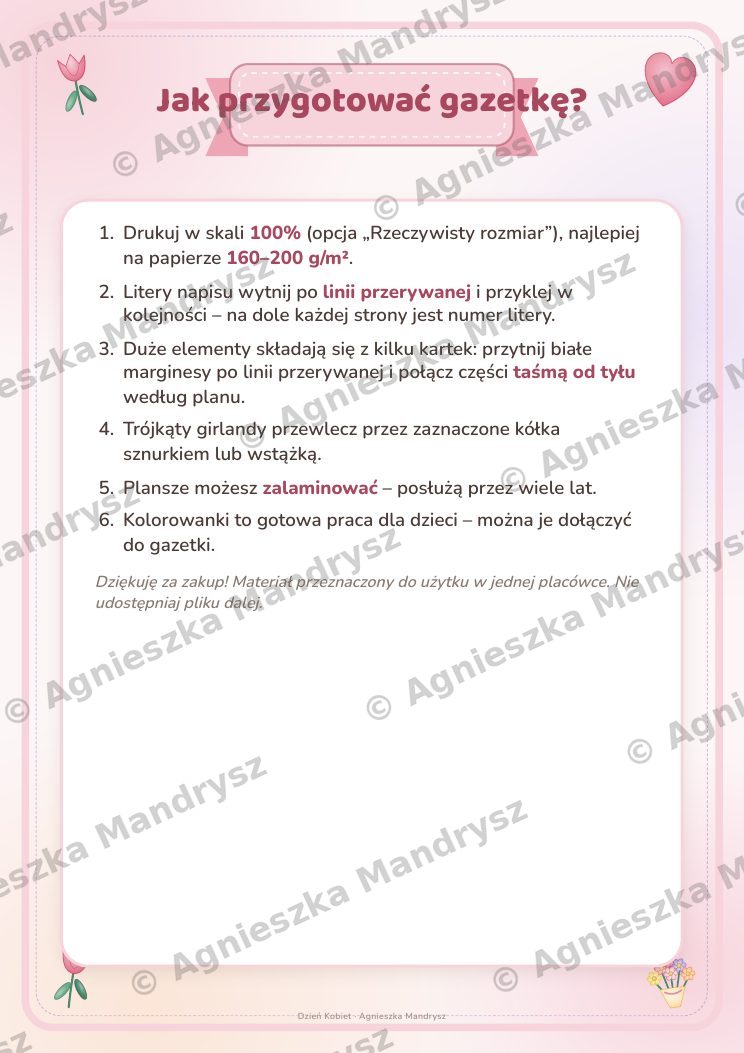 Jak przygotować gazetkę?
1. Drukuj w skali 100% (opcja „Rzeczywisty rozmiar”), najlepiej
na papierze 160–200 g/m².
2. Litery napisu wytnij po linii przerywanej i przyklej w
kolejności – na dole każdej strony jest numer litery.
3. Duże elementy składają się z kilku kartek: przytnij białe
marginesy po linii przerywanej i połącz części taśmą od tyłu
według planu.
4. Trójkąty girlandy przewlecz przez zaznaczone kółka
sznurkiem lub wstążką.
5. Plansze możesz zalaminować – posłużą przez wiele lat.
6. Kolorowanki to gotowa praca dla dzieci – można je dołączyć
do gazetki.
Dziękuję za zakup! Materiał przeznaczony do użytku w jednej placówce. Nie
udostępniaj pliku dalej.
Dzień Kobiet · Agnieszka Mandrysz
© Agnieszka Mandrysz